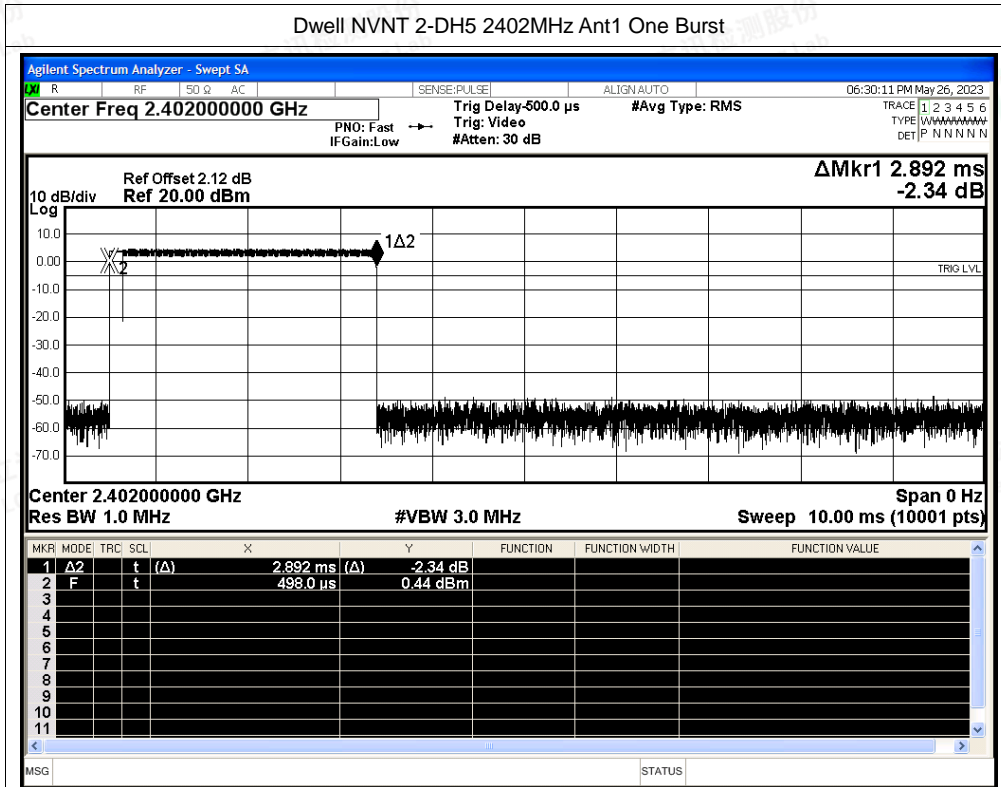 Dwell NVNT 2-DH5 2402MHz Ant1 One Burst
Agilent Spectrum Analyzer - Swept SA
LXI R RF 50 Ω AC SENSE:PULSE ALIGN AUTO 06:30:11 PM May 26, 2023
Center Freq 2.402000000 GHz
Trig Delay-500.0 µs #Avg Type: RMS TRACE 1 2 3 4 5 6
PNO: Fast Trig: Video TYPE WWWWWW
IFGain:Low #Atten: 30 dB DET P N N N N N
ΔMkr1 2.892 ms
-2.34 dB
Ref Offset 2.12 dB
10 dB/div Ref 20.00 dBm
Log
10.0
0.00
-10.0
-20.0
-30.0
-40.0
-50.0
-60.0
-70.0
1Δ2
2
TRIG LVL
Center 2.402000000 GHz Span 0 Hz
Res BW 1.0 MHz #VBW 3.0 MHz Sweep 10.00 ms (10001 pts)
MKR MODE TRC SCL X Y FUNCTION FUNCTION WIDTH FUNCTION VALUE
1 Δ2 t (Δ) 2.892 ms (Δ) -2.34 dB
2 F t 498.0 µs 0.44 dBm
3
4
5
6
7
8
9
10
11
MSG STATUS